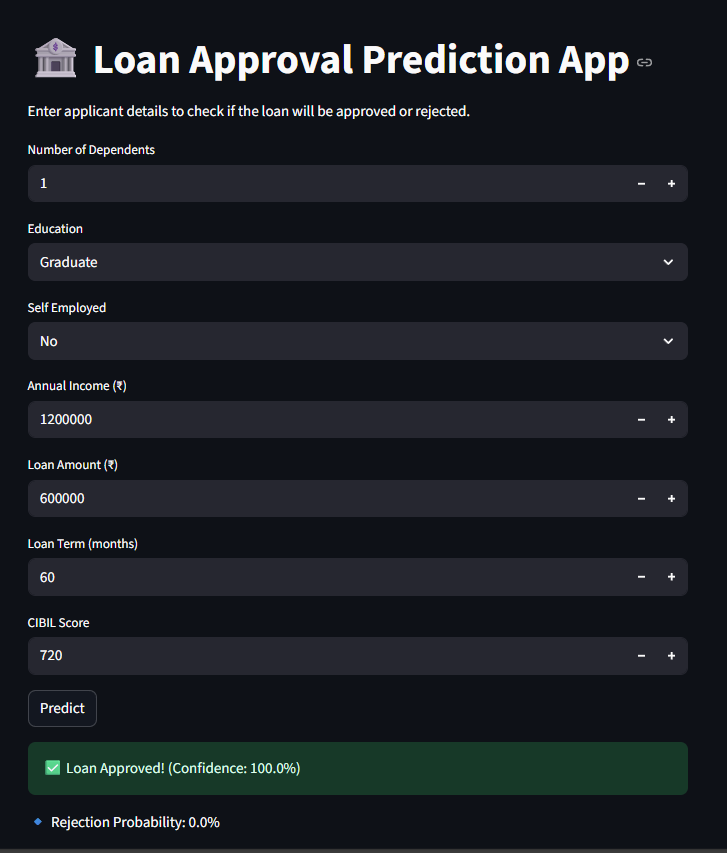 Loan Approval Prediction App
Enter applicant details to check if the loan will be approved or rejected.
Number of Dependents
1
Education
Graduate
Self Employed
No
Annual Income (₹)
1200000
Loan Amount (₹)
600000
Loan Term (months)
60
CIBIL Score
720
Predict
✅ Loan Approved! (Confidence: 100.0%)
🔹 Rejection Probability: 0.0%